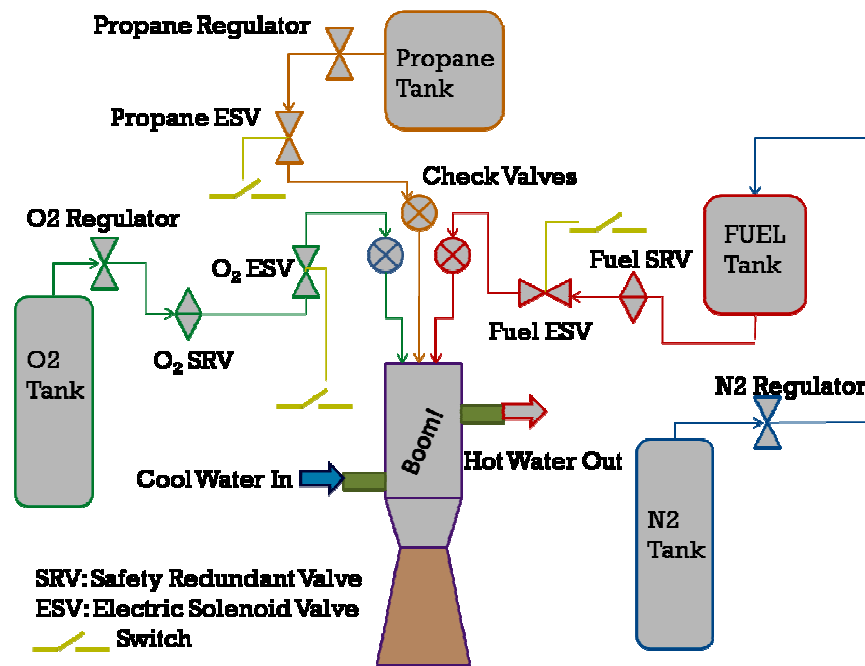 Propane Regulator
Propane
Tank
Propane ESV
Check Valves
O2 Regulator
O₂ ESV
FUEL
Tank
Fuel SRV
Fuel ESV
O₂ SRV
O2
Tank
N2 Regulator
Boom!
Hot Water Out
Cool Water In
N2
Tank
SRV: Safety Redundant Valve
ESV: Electric Solenoid Valve
Switch